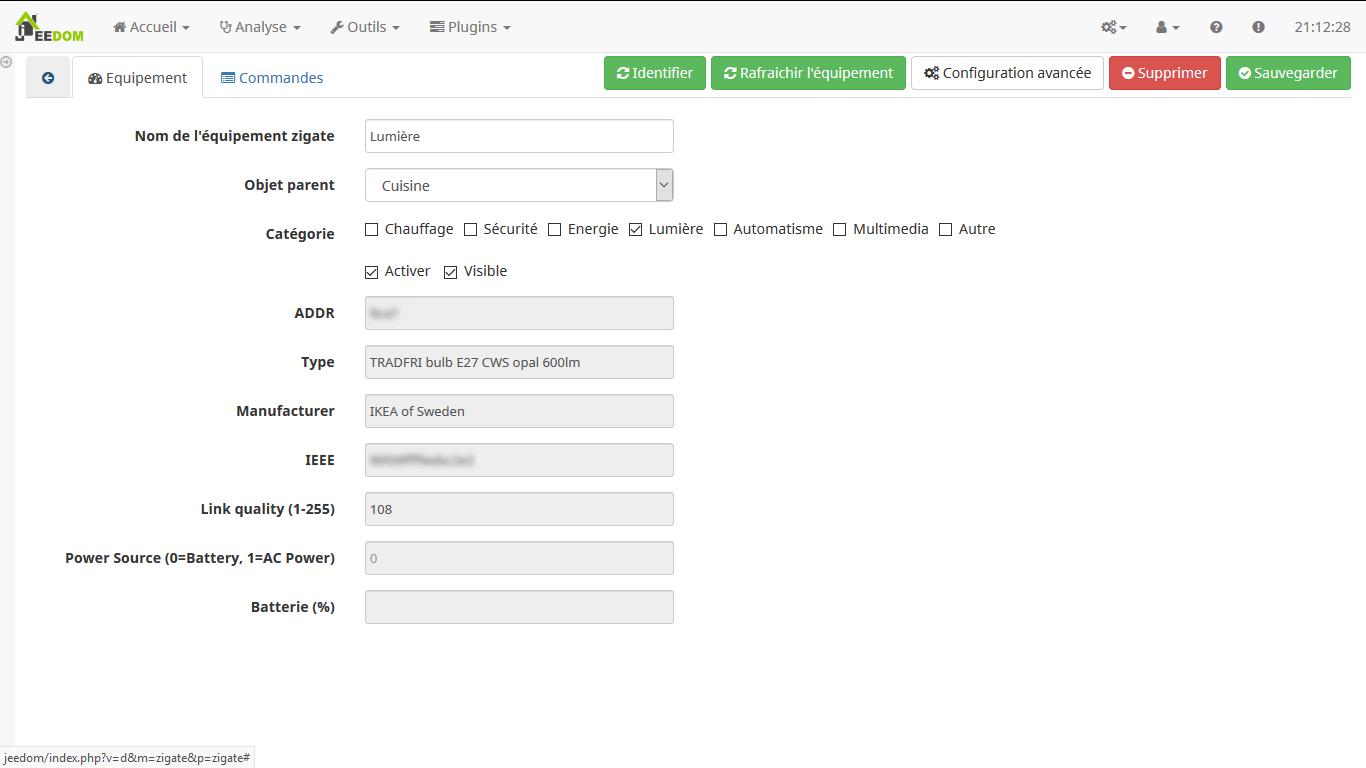 JEEDOM Accueil Analyse Outils Plugins 21:12:28
Equipement Commandes Identifier Rafraichir l'équipement Configuration avancée Supprimer Sauvegarder
Nom de l'équipement zigate Lumière
Objet parent Cuisine
Catégorie Chauffage Sécurité Energie Lumière Automatisme Multimedia Autre
Activer Visible
ADDR
Type TRADFRI bulb E27 CWS opal 600lm
Manufacturer IKEA of Sweden
IEEE
Link quality (1-255) 108
Power Source (0=Battery, 1=AC Power) 0
Batterie (%)
jeedom/index.php?v=d&m=zigate&p=zigate#